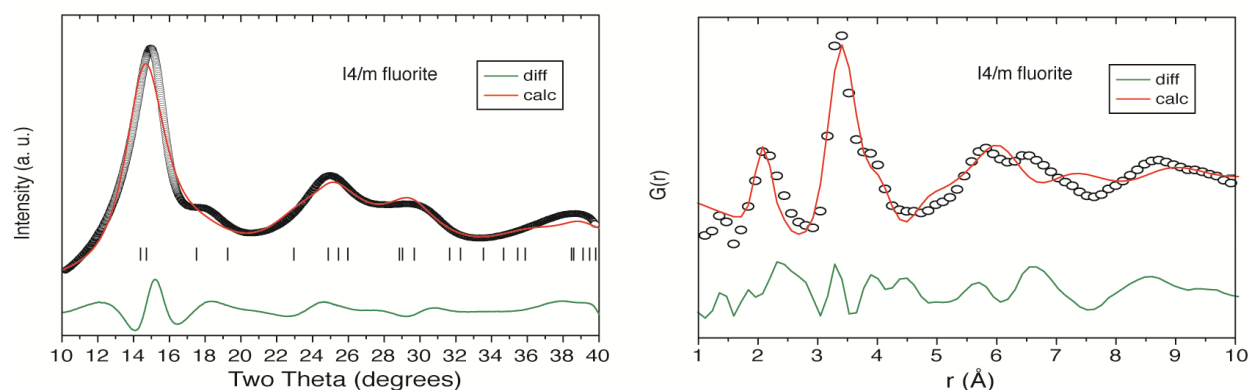 Intensity (a. u.)
I4/m fluorite
diff
calc
10 12 14 16 18 20 22 24 26 28 30 32 34 36 38 40
Two Theta (degrees)
G(r)
I4/m fluorite
diff
calc
1 2 3 4 5 6 7 8 9 10
r (Å)